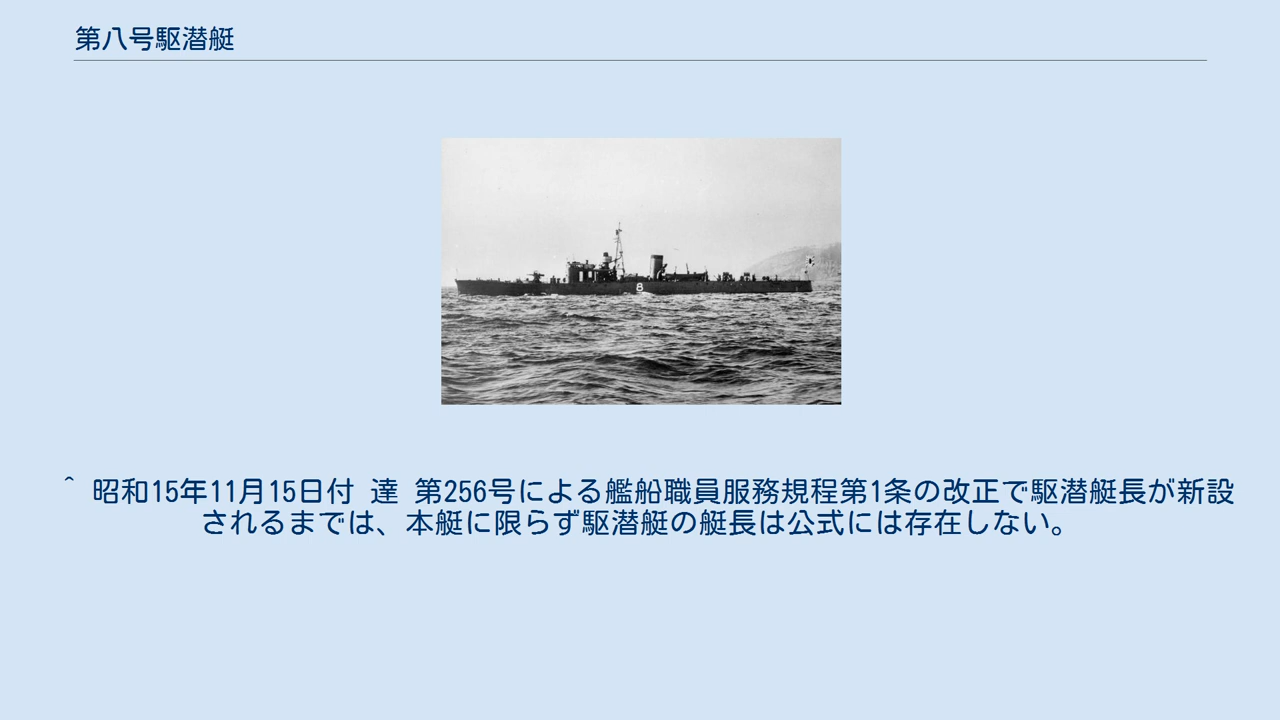 第八号駆潜艇
8
^ 昭和15年11月15日付 達 第256号による艦船職員服務規程第1条の改正で駆潜艇長が新設
されるまでは、本艇に限らず駆潜艇の艇長は公式には存在しない。